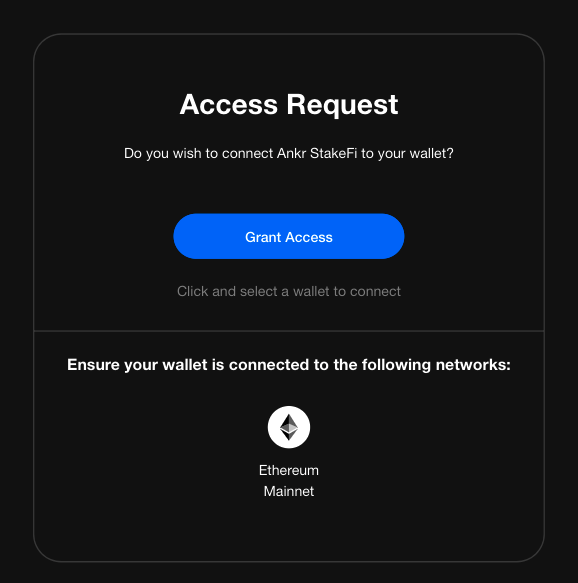 Access Request
Do you wish to connect Ankr StakeFi to your wallet?
Grant Access
Click and select a wallet to connect
Ensure your wallet is connected to the following networks:
Ethereum
Mainnet